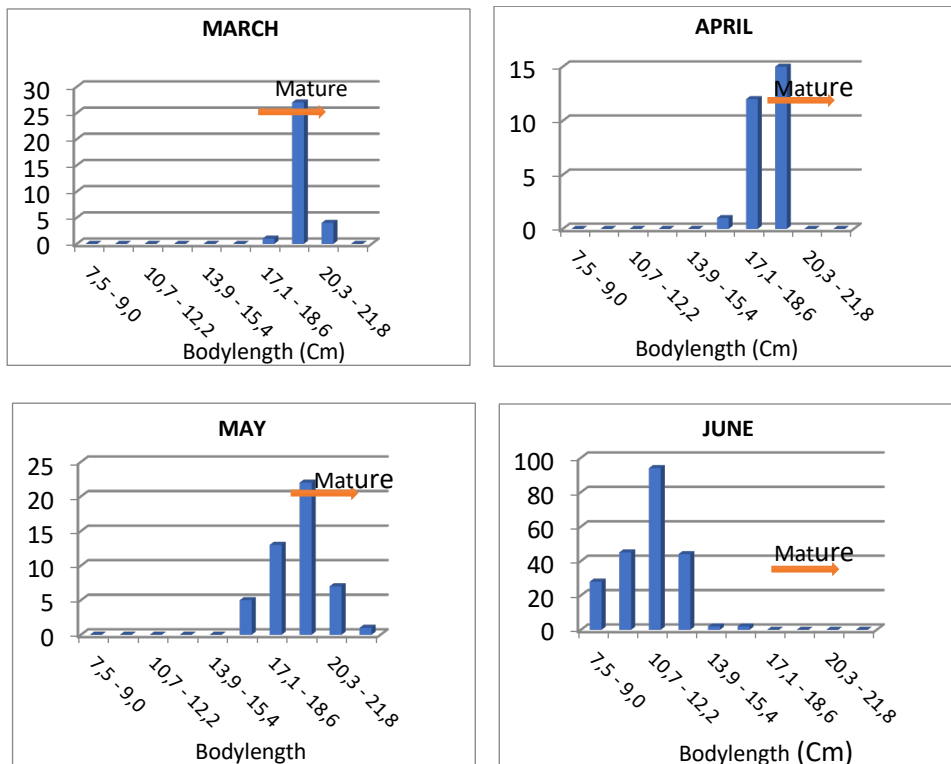 MARCH
Mature
30
25
20
15
10
5
0
7,5 - 9,0
10,7 - 12,2
13,9 - 15,4
17,1 - 18,6
20,3 - 21,8
Bodylength (Cm)
APRIL
Mature
15
10
5
0
7,5 - 9,0
10,7 - 12,2
13,9 - 15,4
17,1 - 18,6
20,3 - 21,8
Bodylength (Cm)
MAY
Mature
25
20
15
10
5
0
7,5 - 9,0
10,7 - 12,2
13,9 - 15,4
17,1 - 18,6
20,3 - 21,8
Bodylength
JUNE
Mature
100
80
60
40
20
0
7,5 - 9,0
10,7 - 12,2
13,9 - 15,4
17,1 - 18,6
20,3 - 21,8
Bodylength (Cm)